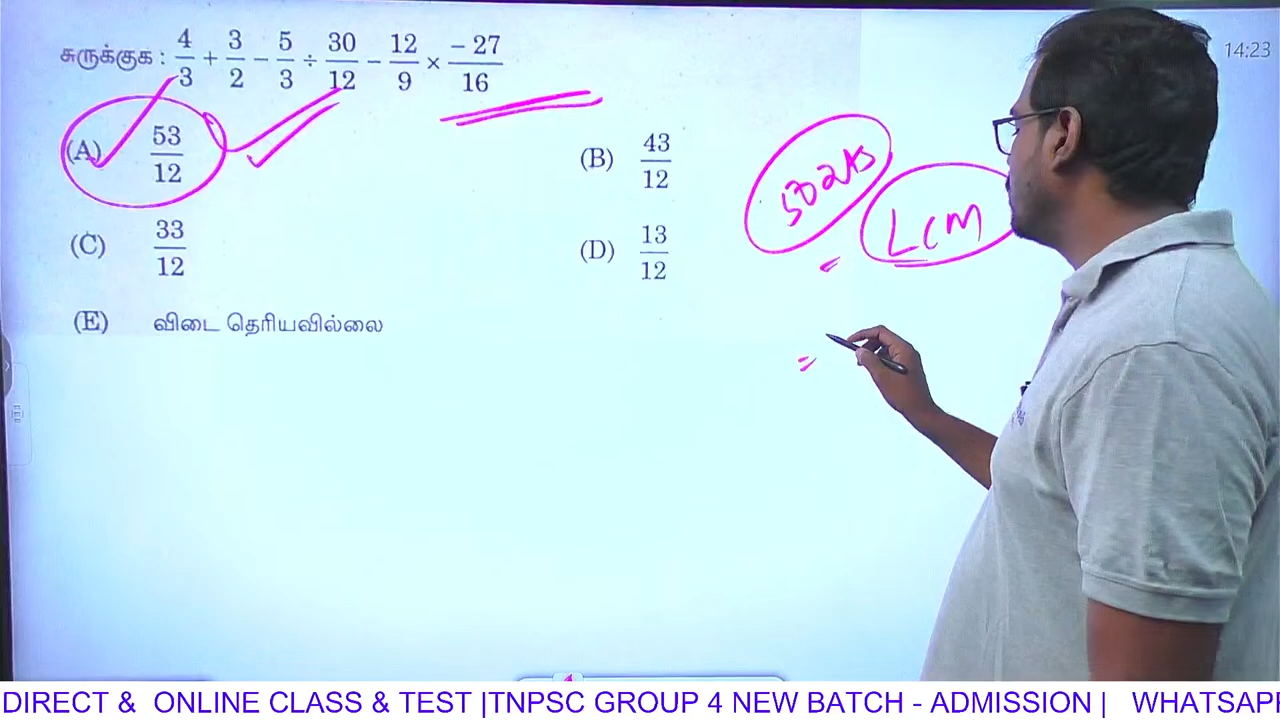 சுருக்குக : 4/3 + 3/2 − 5/3 ÷ 30/12 − 12/9 × −27/16
14:23
(A) 53/12
(B) 43/12
(C) 33/12
(D) 13/12
(E) விடை தெரியவில்லை
LCM
=
DIRECT & ONLINE CLASS & TEST |TNPSC GROUP 4 NEW BATCH - ADMISSION | WHATSAPP